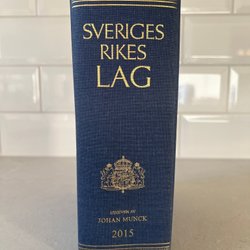 SVERIGES
RIKES
LAG
UTGIVEN AV
JOHAN MUNCK
2015